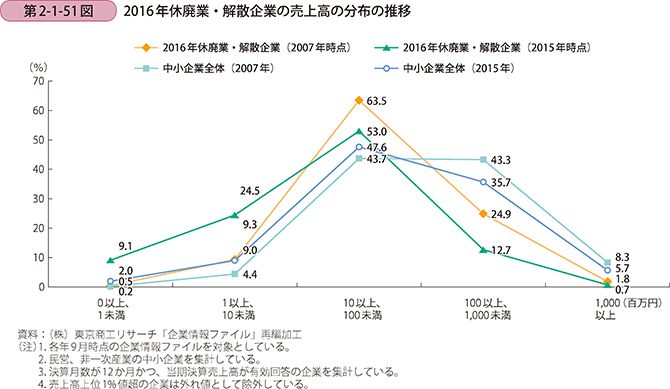 第2-1-51図
2016年休廃業・解散企業の売上高の分布の推移
2016年休廃業・解散企業（2007年時点）
2016年休廃業・解散企業（2015年時点）
中小企業全体（2007年）
中小企業全体（2015年）
(%)
70
60
50
40
30
20
10
0
9.1
2.0
0.5
0.2
24.5
9.3
9.0
4.4
63.5
53.0
47.6
43.7
43.3
35.7
24.9
12.7
8.3
5.7
1.8
0.7
0以上、
1未満
1以上、
10未満
10以上、
100未満
100以上、
1,000未満
1,000
以上
（百万円）
資料：（株）東京商工リサーチ「企業情報ファイル」再編加工
（注）1. 各年9月時点の企業情報ファイルを対象としている。
2. 民営、非一次産業の中小企業を集計している。
3. 決算月数が12か月かつ、当期決算売上高が有効回答の企業を集計している。
4. 売上高上位1％値超の企業は外れ値として除外している。